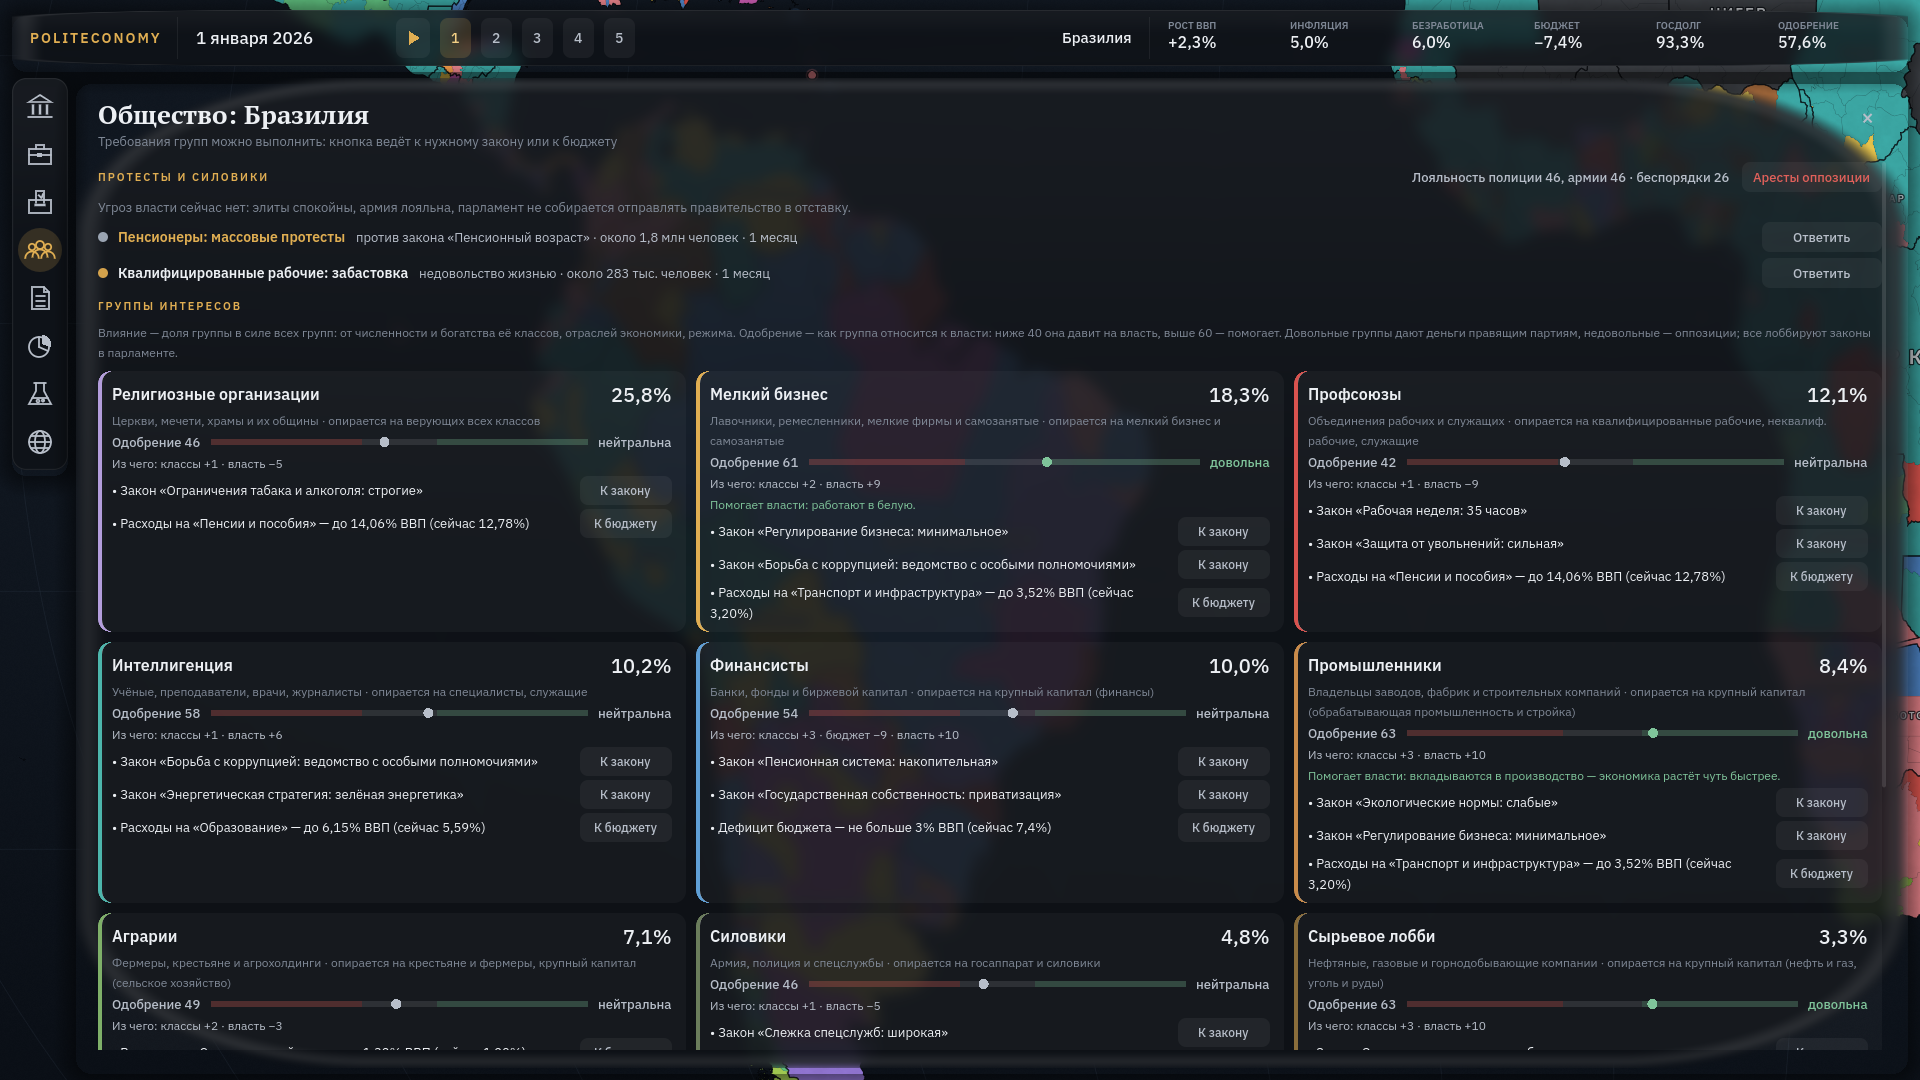 POLITECONOMY
1 января 2026
1
2
3
4
5
Бразилия
РОСТ ВВП
+2,3%
ИНФЛЯЦИЯ
5,0%
БЕЗРАБОТИЦА
6,0%
БЮДЖЕТ
−7,4%
ГОСДОЛГ
93,3%
ОДОБРЕНИЕ
57,6%
Общество: Бразилия
Требования групп можно выполнить: кнопка ведёт к нужному закону или к бюджету
ПРОТЕСТЫ И СИЛОВИКИ
Лояльность полиции 46, армии 46 · беспорядки 26
Аресты оппозиции
Угроз власти сейчас нет: элиты спокойны, армия лояльна, парламент не собирается отправлять правительство в отставку.
Пенсионеры: массовые протесты против закона «Пенсионный возраст» · около 1,8 млн человек · 1 месяц
Ответить
Квалифицированные рабочие: забастовка недовольство жизнью · около 283 тыс. человек · 1 месяц
Ответить
ГРУППЫ ИНТЕРЕСОВ
Влияние — доля группы в силе всех групп: от численности и богатства её классов, отраслей экономики, режима. Одобрение — как группа относится к власти: ниже 40 она давит на власть, выше 60 — помогает. Довольные группы дают деньги правящим партиям, недовольные — оппозиции; все лоббируют законы
в парламенте.
Религиозные организации
25,8%
Церкви, мечети, храмы и их общины · опирается на верующих всех классов
Одобрение 46
нейтральна
Из чего: классы +1 · власть −5
• Закон «Ограничения табака и алкоголя: строгие»
К закону
• Расходы на «Пенсии и пособия» — до 14,06% ВВП (сейчас 12,78%)
К бюджету
Мелкий бизнес
18,3%
Лавочники, ремесленники, мелкие фирмы и самозанятые · опирается на мелкий бизнес и
самозанятые
Одобрение 61
довольна
Из чего: классы +2 · власть +9
Помогает власти: работают в белую.
• Закон «Регулирование бизнеса: минимальное»
К закону
• Закон «Борьба с коррупцией: ведомство с особыми полномочиями»
К закону
• Расходы на «Транспорт и инфраструктура» — до 3,52% ВВП (сейчас
3,20%)
К бюджету
Профсоюзы
12,1%
Объединения рабочих и служащих · опирается на квалифицированные рабочие, неквалиф.
рабочие, служащие
Одобрение 42
нейтральна
Из чего: классы +1 · власть −9
• Закон «Рабочая неделя: 35 часов»
К закону
• Закон «Защита от увольнений: сильная»
К закону
• Расходы на «Пенсии и пособия» — до 14,06% ВВП (сейчас 12,78%)
К бюджету
Интеллигенция
10,2%
Учёные, преподаватели, врачи, журналисты · опирается на специалисты, служащие
Одобрение 58
нейтральна
Из чего: классы +1 · власть +6
• Закон «Борьба с коррупцией: ведомство с особыми полномочиями»
К закону
• Закон «Энергетическая стратегия: зелёная энергетика»
К закону
• Расходы на «Образование» — до 6,15% ВВП (сейчас 5,59%)
К бюджету
Финансисты
10,0%
Банки, фонды и биржевой капитал · опирается на крупный капитал (финансы)
Одобрение 54
нейтральна
Из чего: классы +3 · бюджет −9 · власть +10
• Закон «Пенсионная система: накопительная»
К закону
• Закон «Государственная собственность: приватизация»
К закону
• Дефицит бюджета — не больше 3% ВВП (сейчас 7,4%)
К бюджету
Промышленники
8,4%
Владельцы заводов, фабрик и строительных компаний · опирается на крупный капитал
(обрабатывающая промышленность и стройка)
Одобрение 63
довольна
Из чего: классы +3 · власть +10
Помогает власти: вкладываются в производство — экономика растёт чуть быстрее.
• Закон «Экологические нормы: слабые»
К закону
• Закон «Регулирование бизнеса: минимальное»
К закону
• Расходы на «Транспорт и инфраструктура» — до 3,52% ВВП (сейчас
3,20%)
К бюджету
Аграрии
7,1%
Фермеры, крестьяне и агрохолдинги · опирается на крестьяне и фермеры, крупный капитал
(сельское хозяйство)
Одобрение 49
нейтральна
Из чего: классы +2 · власть −3
Силовики
4,8%
Армия, полиция и спецслужбы · опирается на госаппарат и силовики
Одобрение 46
нейтральна
Из чего: классы +1 · власть −5
• Закон «Слежка спецслужб: широкая»
К закону
Сырьевое лобби
3,3%
Нефтяные, газовые и горнодобывающие компании · опирается на крупный капитал (нефть и газ,
уголь и руды)
Одобрение 63
довольна
Из чего: классы +3 · власть +10